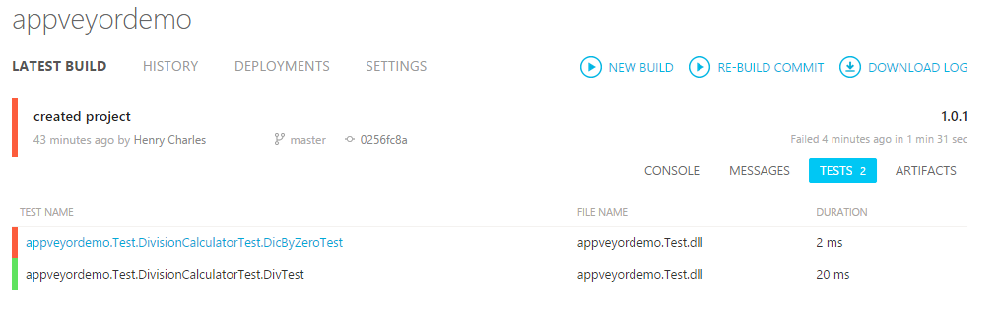 appveyordemo
LATEST BUILD HISTORY DEPLOYMENTS SETTINGS NEW BUILD RE-BUILD COMMIT DOWNLOAD LOG
created project 1.0.1
43 minutes ago by Henry Charles master 0256fc8a Failed 4 minutes ago in 1 min 31 sec
CONSOLE MESSAGES TESTS 2 ARTIFACTS
TEST NAME FILE NAME DURATION
appveyordemo.Test.DivisionCalculatorTest.DicByZeroTest appveyordemo.Test.dll 2 ms
appveyordemo.Test.DivisionCalculatorTest.DivTest appveyordemo.Test.dll 20 ms